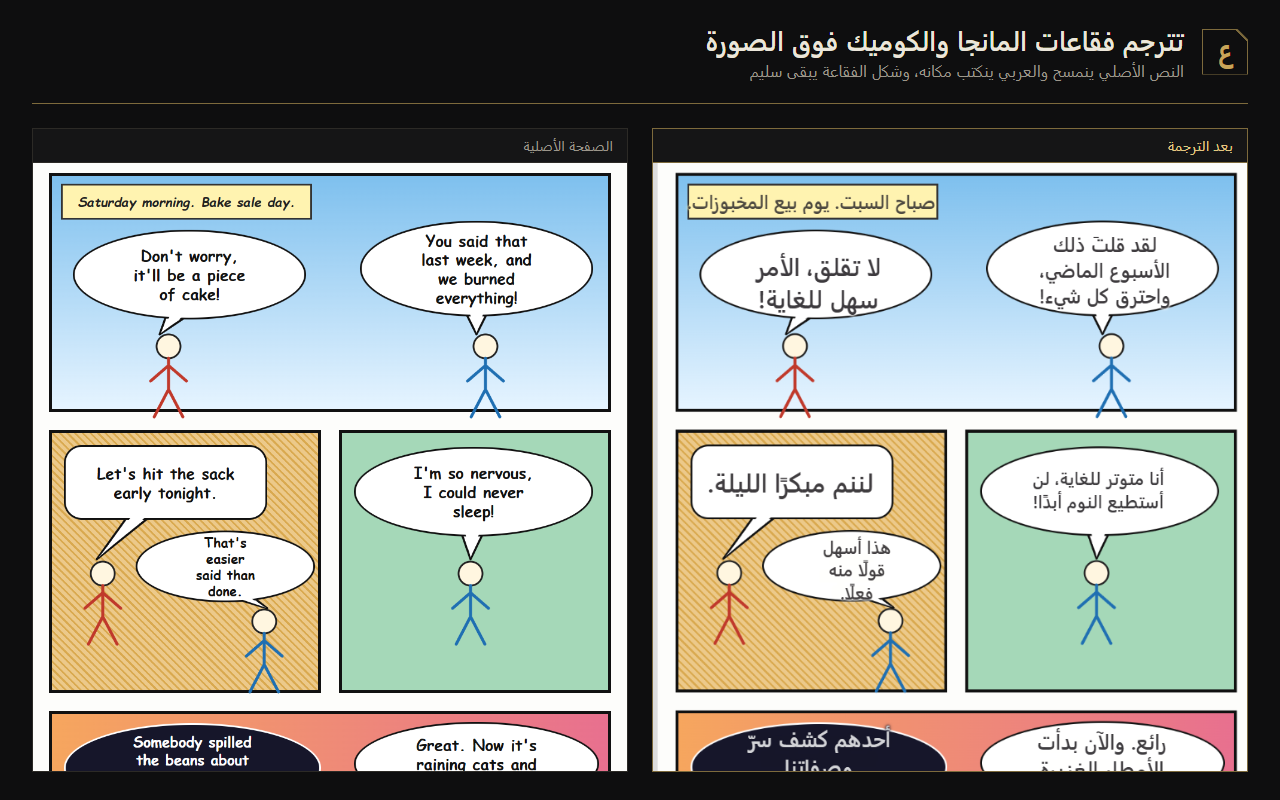 ع
تترجم فقاعات المانجا والكوميك فوق الصورة
النص الأصلي ينمسح والعربي ينكتب مكانه، وشكل الفقاعة يبقى سليم
بعد الترجمة
صباح السبت. يوم بيع المخبوزات.
لا تقلق، الأمر
سهل للغاية!
لقد قلتَ ذلك
الأسبوع الماضي،
واحترق كل شيء!
لننم مبكرًا الليلة.
هذا أسهل
قولًا منه
فعلًا.
أنا متوتر للغاية، لن
أستطيع النوم أبدًا!
أحدهم كشف سرّ
وصفاتنا
رائع. والآن بدأت
الأمطار الغزيرة
الصفحة الأصلية
Saturday morning. Bake sale day.
Don't worry,
it'll be a piece
of cake!
You said that
last week, and
we burned
everything!
Let's hit the sack
early tonight.
That's
easier
said than
done.
I'm so nervous,
I could never
sleep!
Somebody spilled
the beans about
Great. Now it's
raining cats and